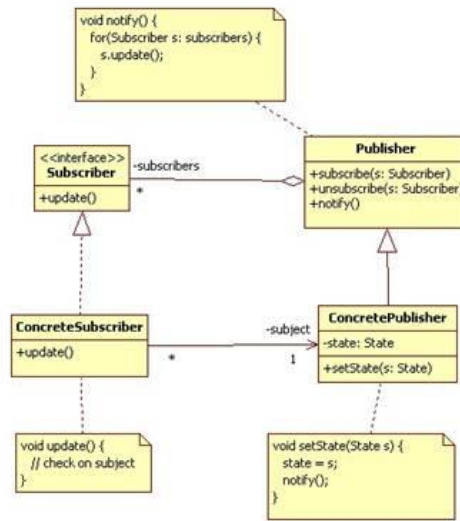 void notify() {
for(Subscriber s: subscribers) {
s.update();
}
}
<<interface>>
Subscriber
+update()
-subscribers
*
Publisher
+subscribe(s: Subscriber)
+unsubscribe(s: Subscriber
+notify()
ConcreteSubscriber
+update()
-subject
*
1
ConcretePublisher
-state: State
+setState(s: State)
void update() {
// check on subject
}
void setState(State s) {
state = s;
notify();
}